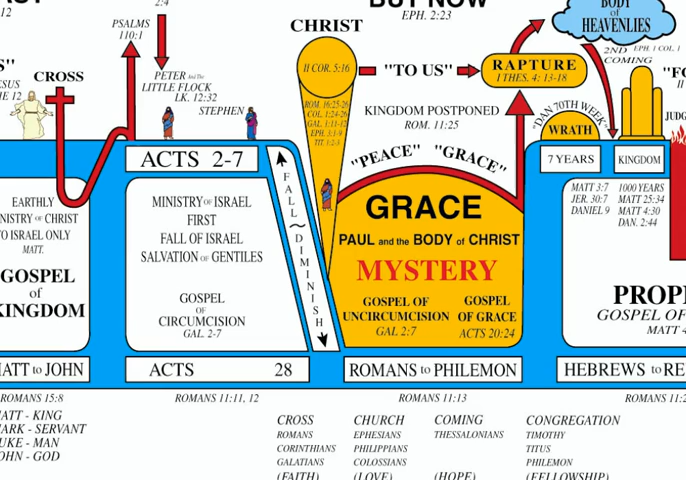 BUT NOW
EPH. 2:23
2:4
PSALMS
110:1
CHRIST
BODY
of
HEAVENLIES
2ND EPH. 1 COL. 1
COMING
CROSS
PETER And The
LITTLE FLOCK
LK. 12:32
STEPHEN
II COR. 5:16
"TO US"
RAPTURE
I THES. 4: 13-18
ROM. 16:25-26
COL. 1:24-26
GAL. 1:11-12
EPH. 3:1-9
TIT. 1:2-3
KINGDOM POSTPONED
ROM. 11:25
"DAN 70TH WEEK"
WRATH
7 YEARS
KINGDOM
ACTS 2-7
"PEACE" "GRACE"
FALL ~ DIMINISH
EARTHLY
MINISTRY OF CHRIST
TO ISRAEL ONLY
MATT.
GOSPEL
of
KINGDOM
MINISTRY OF ISRAEL
FIRST
FALL OF ISRAEL
SALVATION OF GENTILES
GOSPEL
OF
CIRCUMCISION
GAL. 2-7
GRACE
PAUL and the BODY of CHRIST
MYSTERY
GOSPEL OF
UNCIRCUMCISION
GAL 2:7
GOSPEL
OF GRACE
ACTS 20:24
MATT 3:7
JER. 30:7
DANIEL 9
1000 YEARS
MATT 25:34
MATT 4:30
DAN. 2:44
GOSPEL OF
MATT 4
MATT to JOHN
ACTS 28
ROMANS to PHILEMON
HEBREWS to RE
ROMANS 15:8
ROMANS 11:11, 12
ROMANS 11:13
ROMANS 11:2
MATT - KING
MARK - SERVANT
LUKE - MAN
JOHN - GOD
CROSS
ROMANS
CORINTHIANS
GALATIANS
(FAITH)
CHURCH
EPHESIANS
PHILIPPIANS
COLOSSIANS
(LOVE)
COMING
THESSALONIANS
(HOPE)
CONGREGATION
TIMOTHY
TITUS
PHILEMON
(FELLOWSHIP)